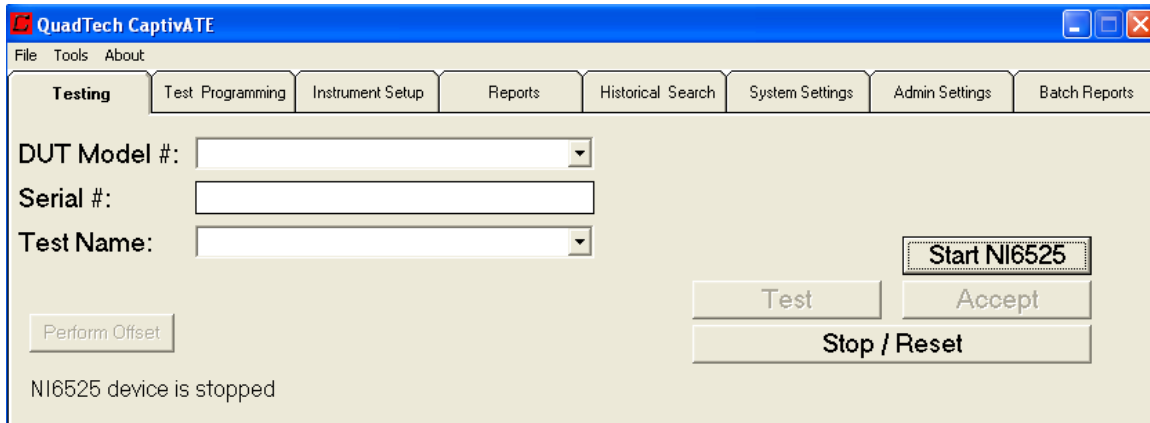 QuadTech CaptivATE
File Tools About
Testing Test Programming Instrument Setup Reports Historical Search System Settings Admin Settings Batch Reports
DUT Model #:
Serial #:
Test Name:
Start NI6525
Test Accept
Perform Offset
Stop / Reset
NI6525 device is stopped